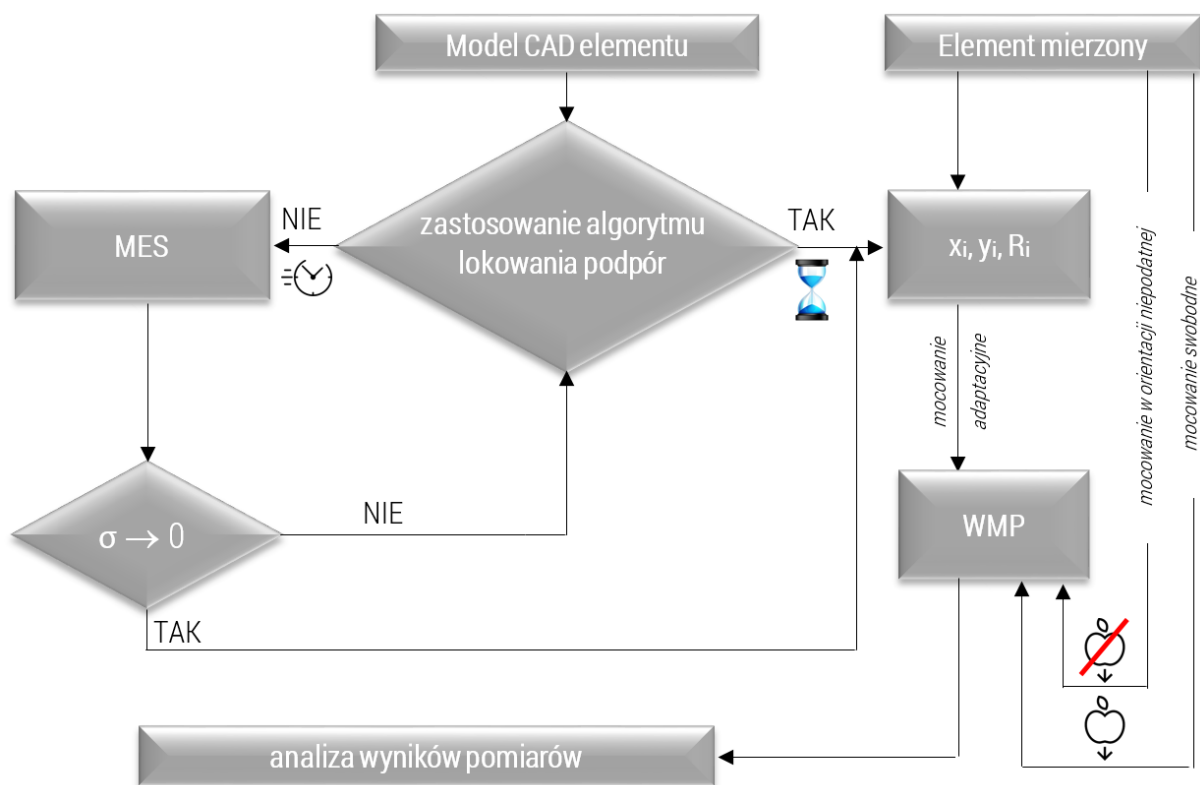 Model CAD elementu
Element mierzony
MES
NIE
zastosowanie algorytmu
lokowania podpór
TAK
xi, yi, Ri
mocowanie
adaptacyjne
mocowanie w orientacji niepodatnej
mocowanie swobodne
σ → 0
NIE
WMP
TAK
analiza wyników pomiarów